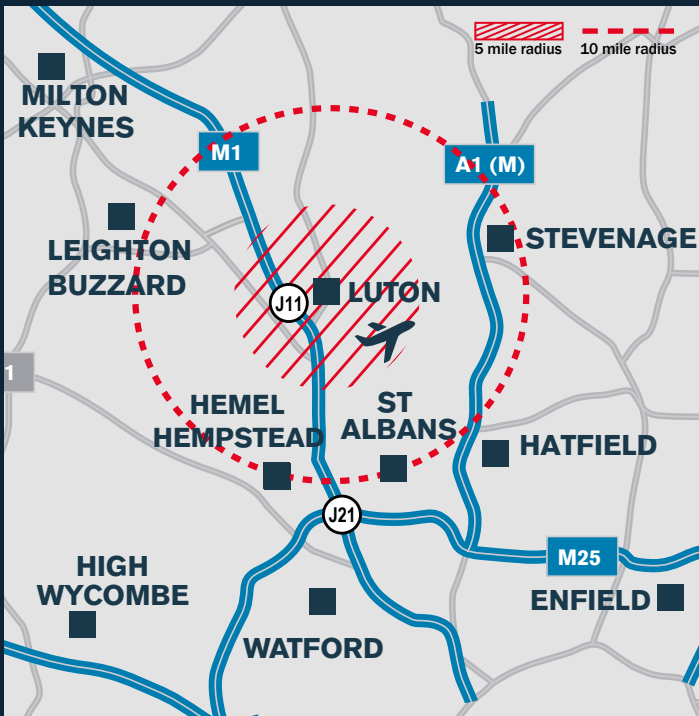 5 mile radius
10 mile radius
MILTON
KEYNES
M1
A1 (M)
LEIGHTON
BUZZARD
STEVENAGE
LUTON
J11
1
HEMEL
HEMPSTEAD
ST
ALBANS
HATFIELD
J21
M25
HIGH
WYCOMBE
ENFIELD
WATFORD